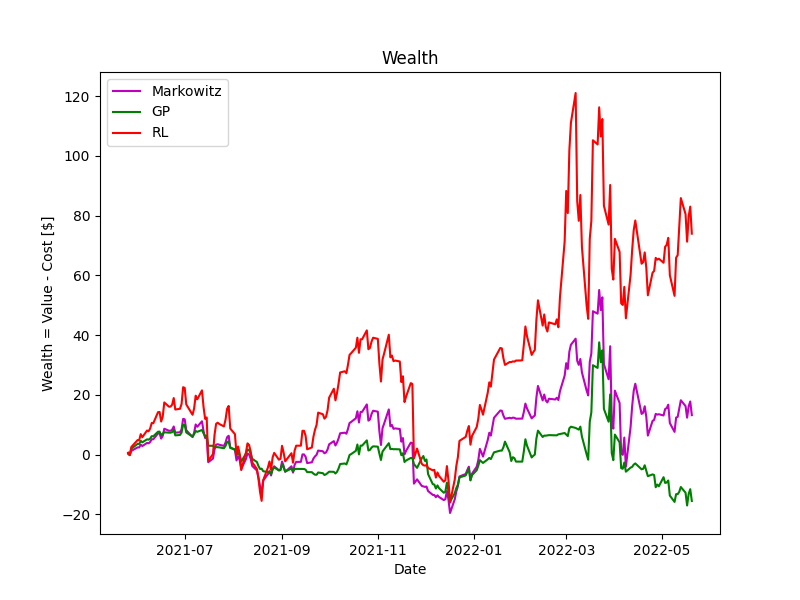 Wealth
Markowitz
GP
RL
120
100
80
60
40
20
0
−20
Wealth = Value - Cost [$]
2021-07
2021-09
2021-11
2022-01
2022-03
2022-05
Date